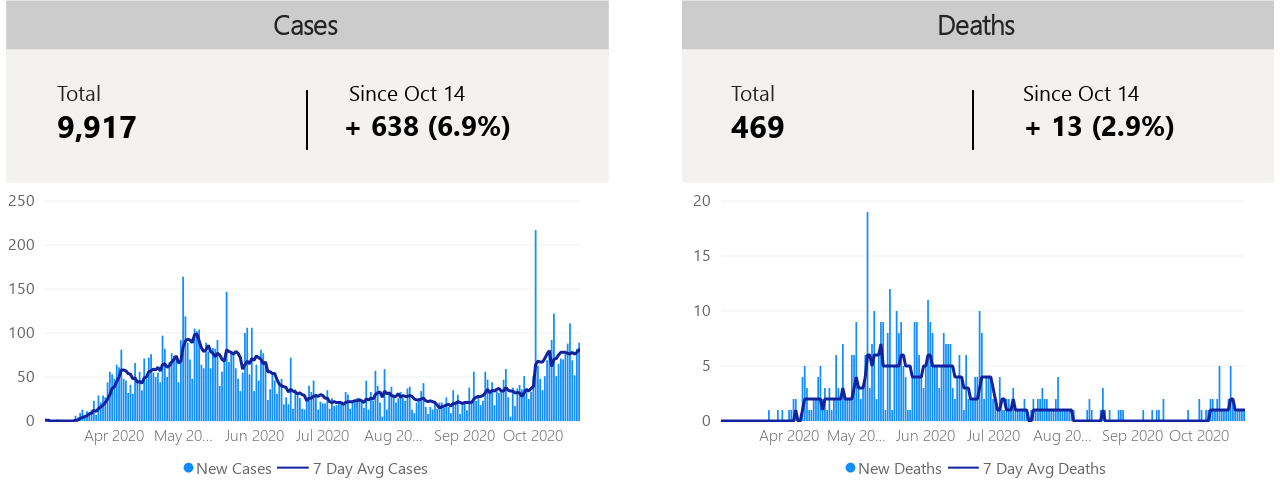 Cases
Total
9,917
Since Oct 14
+ 638 (6.9%)
250
200
150
100
50
0
Apr 2020 May 20... Jun 2020 Jul 2020 Aug 20... Sep 2020 Oct 2020
New Cases 7 Day Avg Cases
Deaths
Total
469
Since Oct 14
+ 13 (2.9%)
20
15
10
5
0
Apr 2020 May 20... Jun 2020 Jul 2020 Aug 20... Sep 2020 Oct 2020
New Deaths 7 Day Avg Deaths